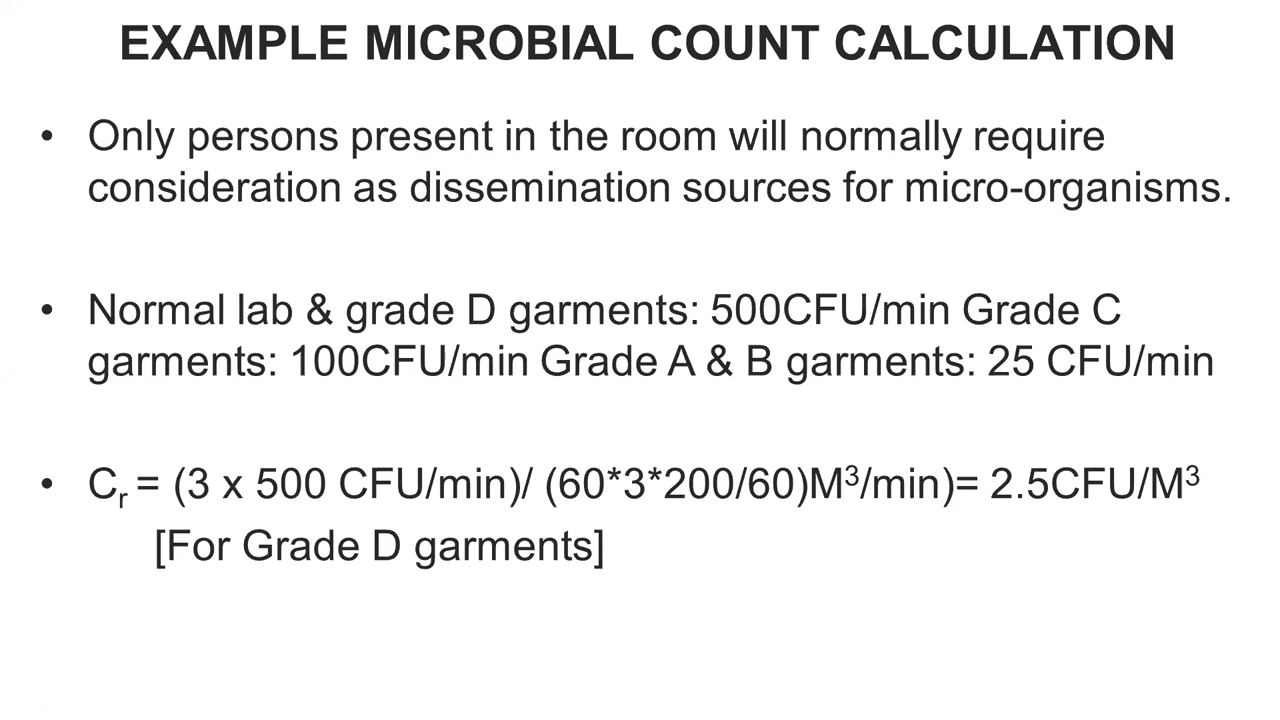 EXAMPLE MICROBIAL COUNT CALCULATION
• Only persons present in the room will normally require
consideration as dissemination sources for micro-organisms.
• Normal lab & grade D garments: 500CFU/min Grade C
garments: 100CFU/min Grade A & B garments: 25 CFU/min
• Cᵣ = (3 x 500 CFU/min)/ (60*3*200/60)M³/min)= 2.5CFU/M³
[For Grade D garments]